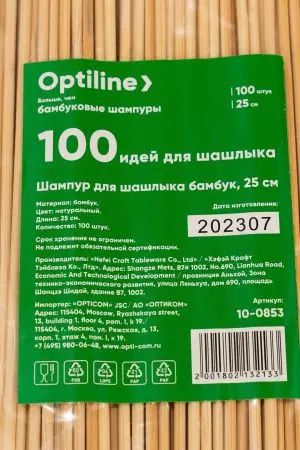 Optiline
Больше, чем
бамбуковые шампуры
100 штук
25 см
100 идей для шашлыка
Шампур для шашлыка бамбук, 25 см
Материал: бамбук.
Цвет: натуральный.
Длина: 25 см.
Количество: 100 штук.
Дата изготовления:
202307
Срок хранения не ограничен.
Не подлежит обязательной сертификации.
Производитель: «Hefei Craft Tableware Co., Ltd.» / «Хэфэй Крафт
Тэйблвэа Ко., Лтд». Адрес: Shangze Mets, B7# 1002, No.690, Lianhua Road,
Economic And Technological Development / провинция Аньхой, Зона
технико-экономического развития, улица Ляньхуа, дом 690, площадь
Шанцзэ Шидай, здание В7, 1002.
Импортер: «OPTICOM» JSC/ АО «ОПТИКОМ»
Адрес: 115404, Moscow, Ryazhskaya street,
13, building 1, floor 4, pom. I, k 19. /
115404, г. Москва, ул. Ряжская, д. 13,
корп. 1, этаж 4, пом. I, к 19.
+7 (495) 980-06-48, www.opti-com.ru
Артикул:
10-0853
LDPE
PAP
PAP
2001802132133